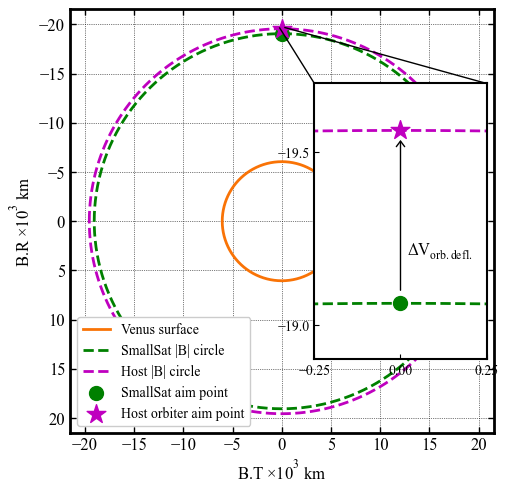 −20
−15
−10
−5
0
5
10
15
20
B.R ×10³ km
−20
−15
−10
−5
0
5
10
15
20
B.T ×10³ km
−19.5
−19.0
−0.25
0.00
0.25
ΔVorb. defl.
Venus surface
SmallSat |B| circle
Host |B| circle
SmallSat aim point
Host orbiter aim point